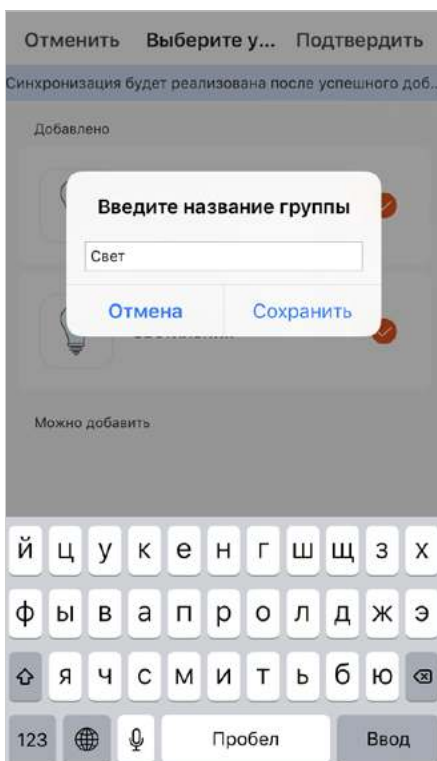 Отменить Выберите у... Подтвердить
Синхронизация будет реализована после успешного доб..
Добавлено
Введите название группы
Свет
Отмена Сохранить
Можно добавить
й ц у к е н г ш щ з х
ф ы в а п р о л д ж э
я ч с м и т ь б ю
123 Пробел Ввод